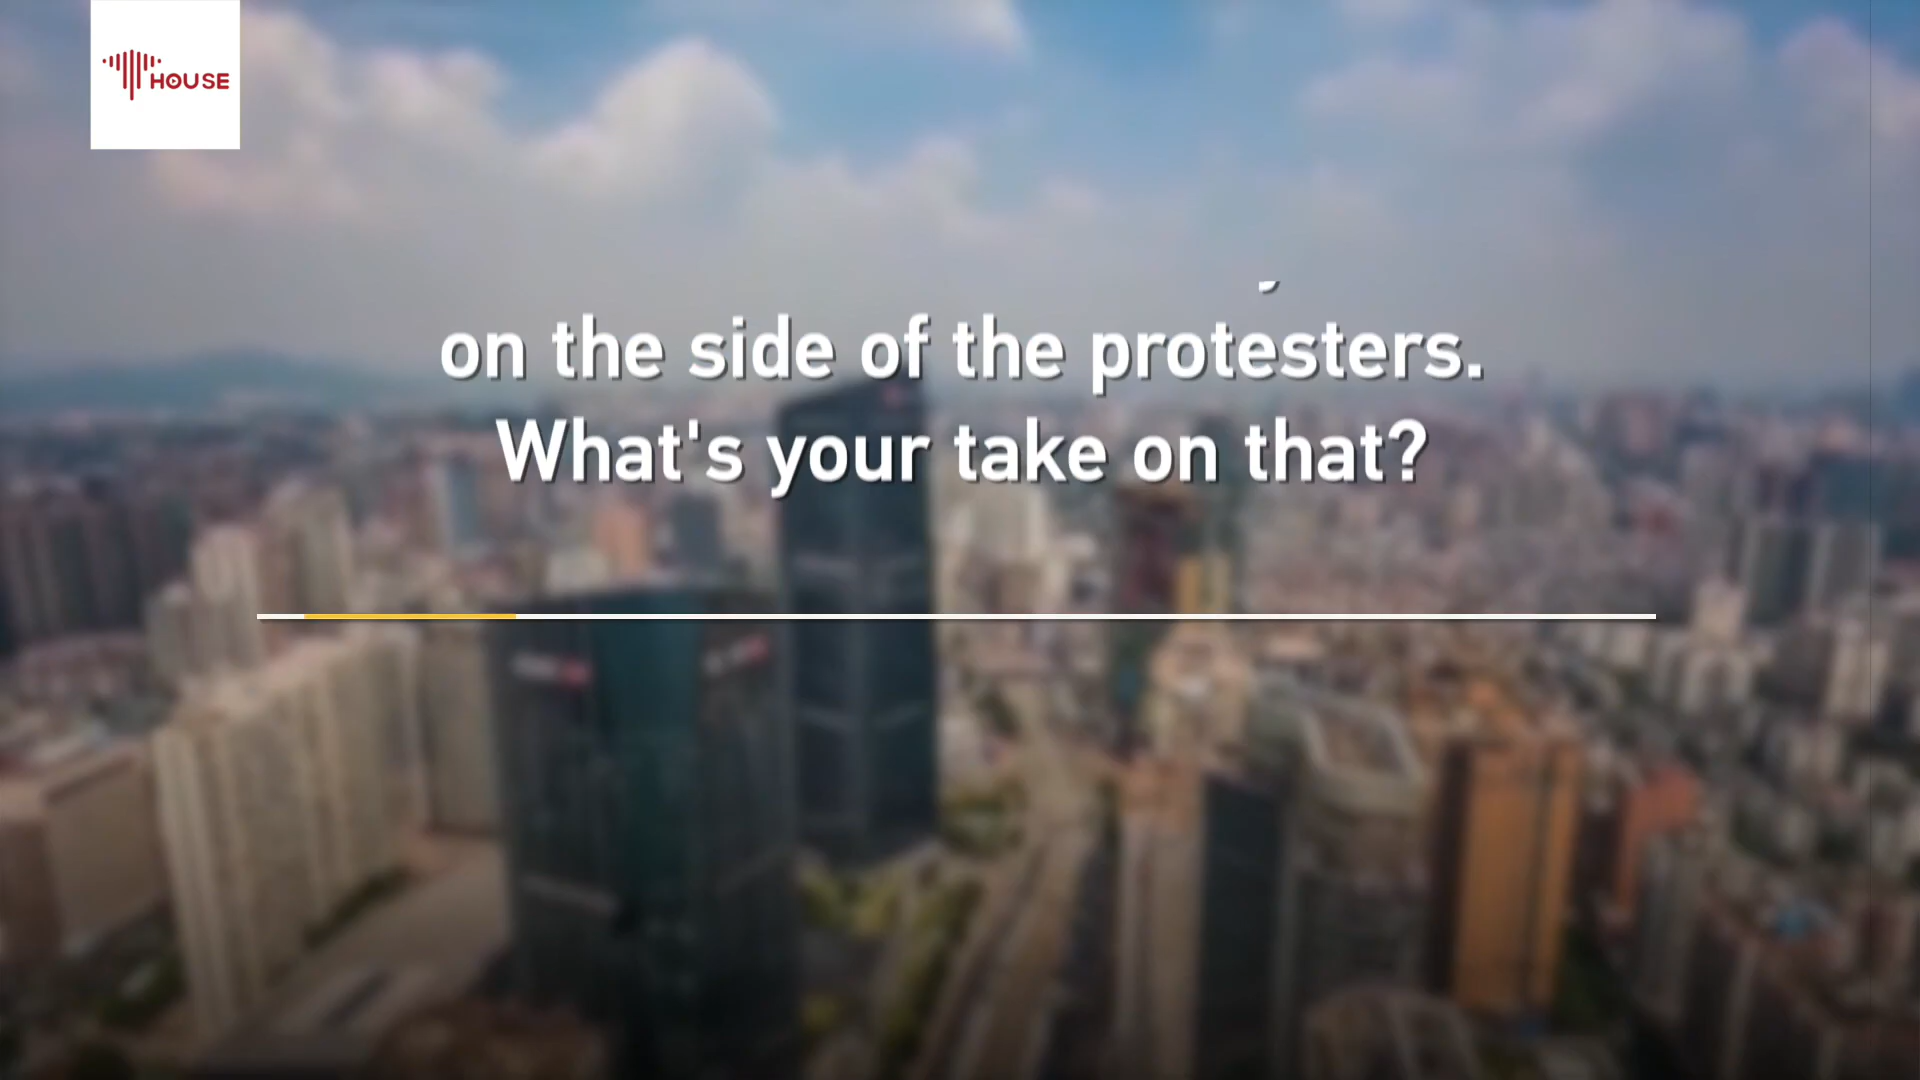 HOUSE
on the side of the protesters.
What's your take on that?